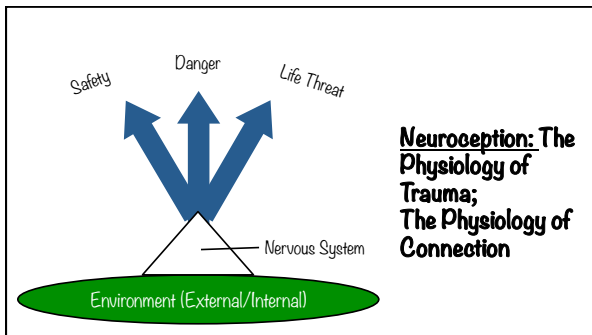 Safety
Danger
Life Threat
Neuroception: The
Physiology of
Trauma;
The Physiology of
Connection
Nervous System
Environment (External/Internal)